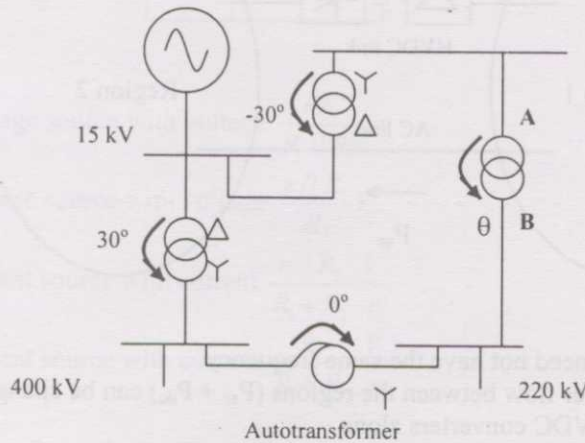 -30°
Y
Δ
A
15 kV
30°
Δ
Y
θ
B
0°
Y
400 kV
220 kV
Autotransformer